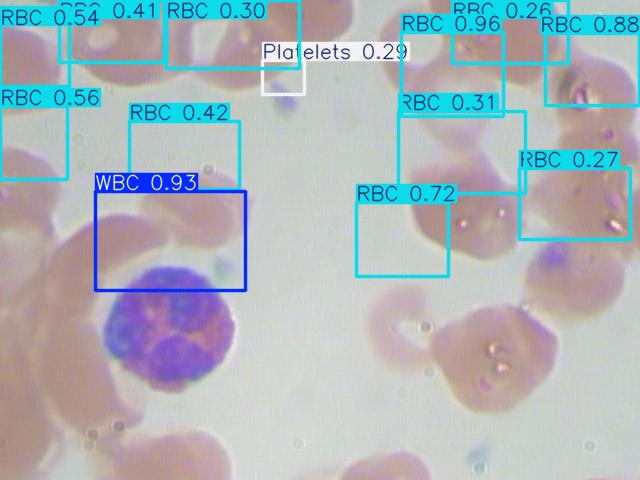 RBC 0.54
RBC 0.41
RBC 0.30
RBC 0.26
RBC 0.96
RBC 0.88
Platelets 0.29
RBC 0.56
RBC 0.42
RBC 0.31
RBC 0.27
WBC 0.93
RBC 0.72